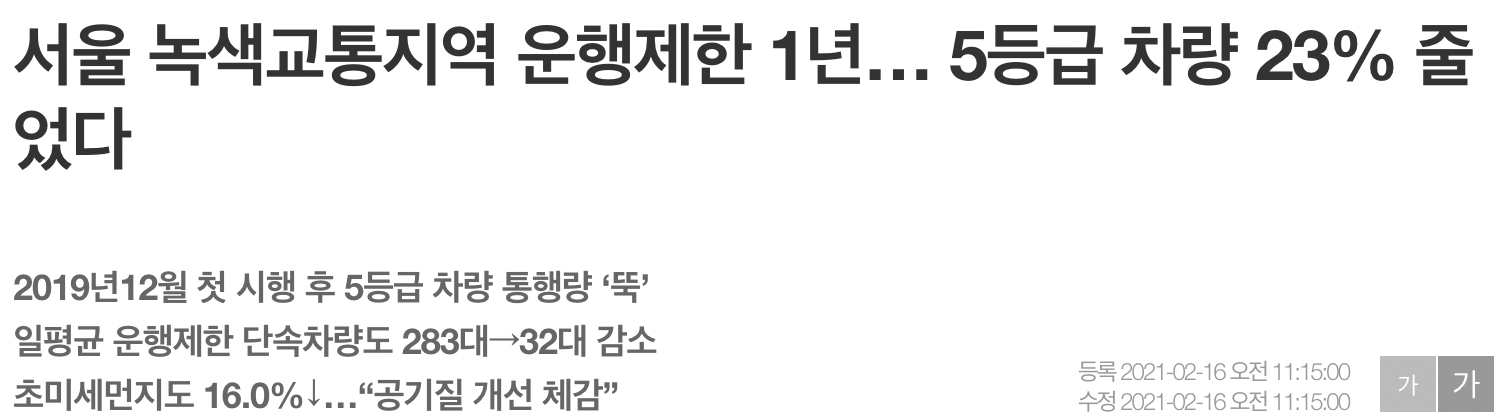 서울 녹색교통지역 운행제한 1년… 5등급 차량 23% 줄
었다
2019년12월 첫 시행 후 5등급 차량 통행량 ‘뚝’
일평균 운행제한 단속차량도 283대→32대 감소
초미세먼지도 16.0%↓…“공기질 개선 체감”
등록 2021-02-16 오전 11:15:00
수정 2021-02-16 오전 11:15:00
가 가